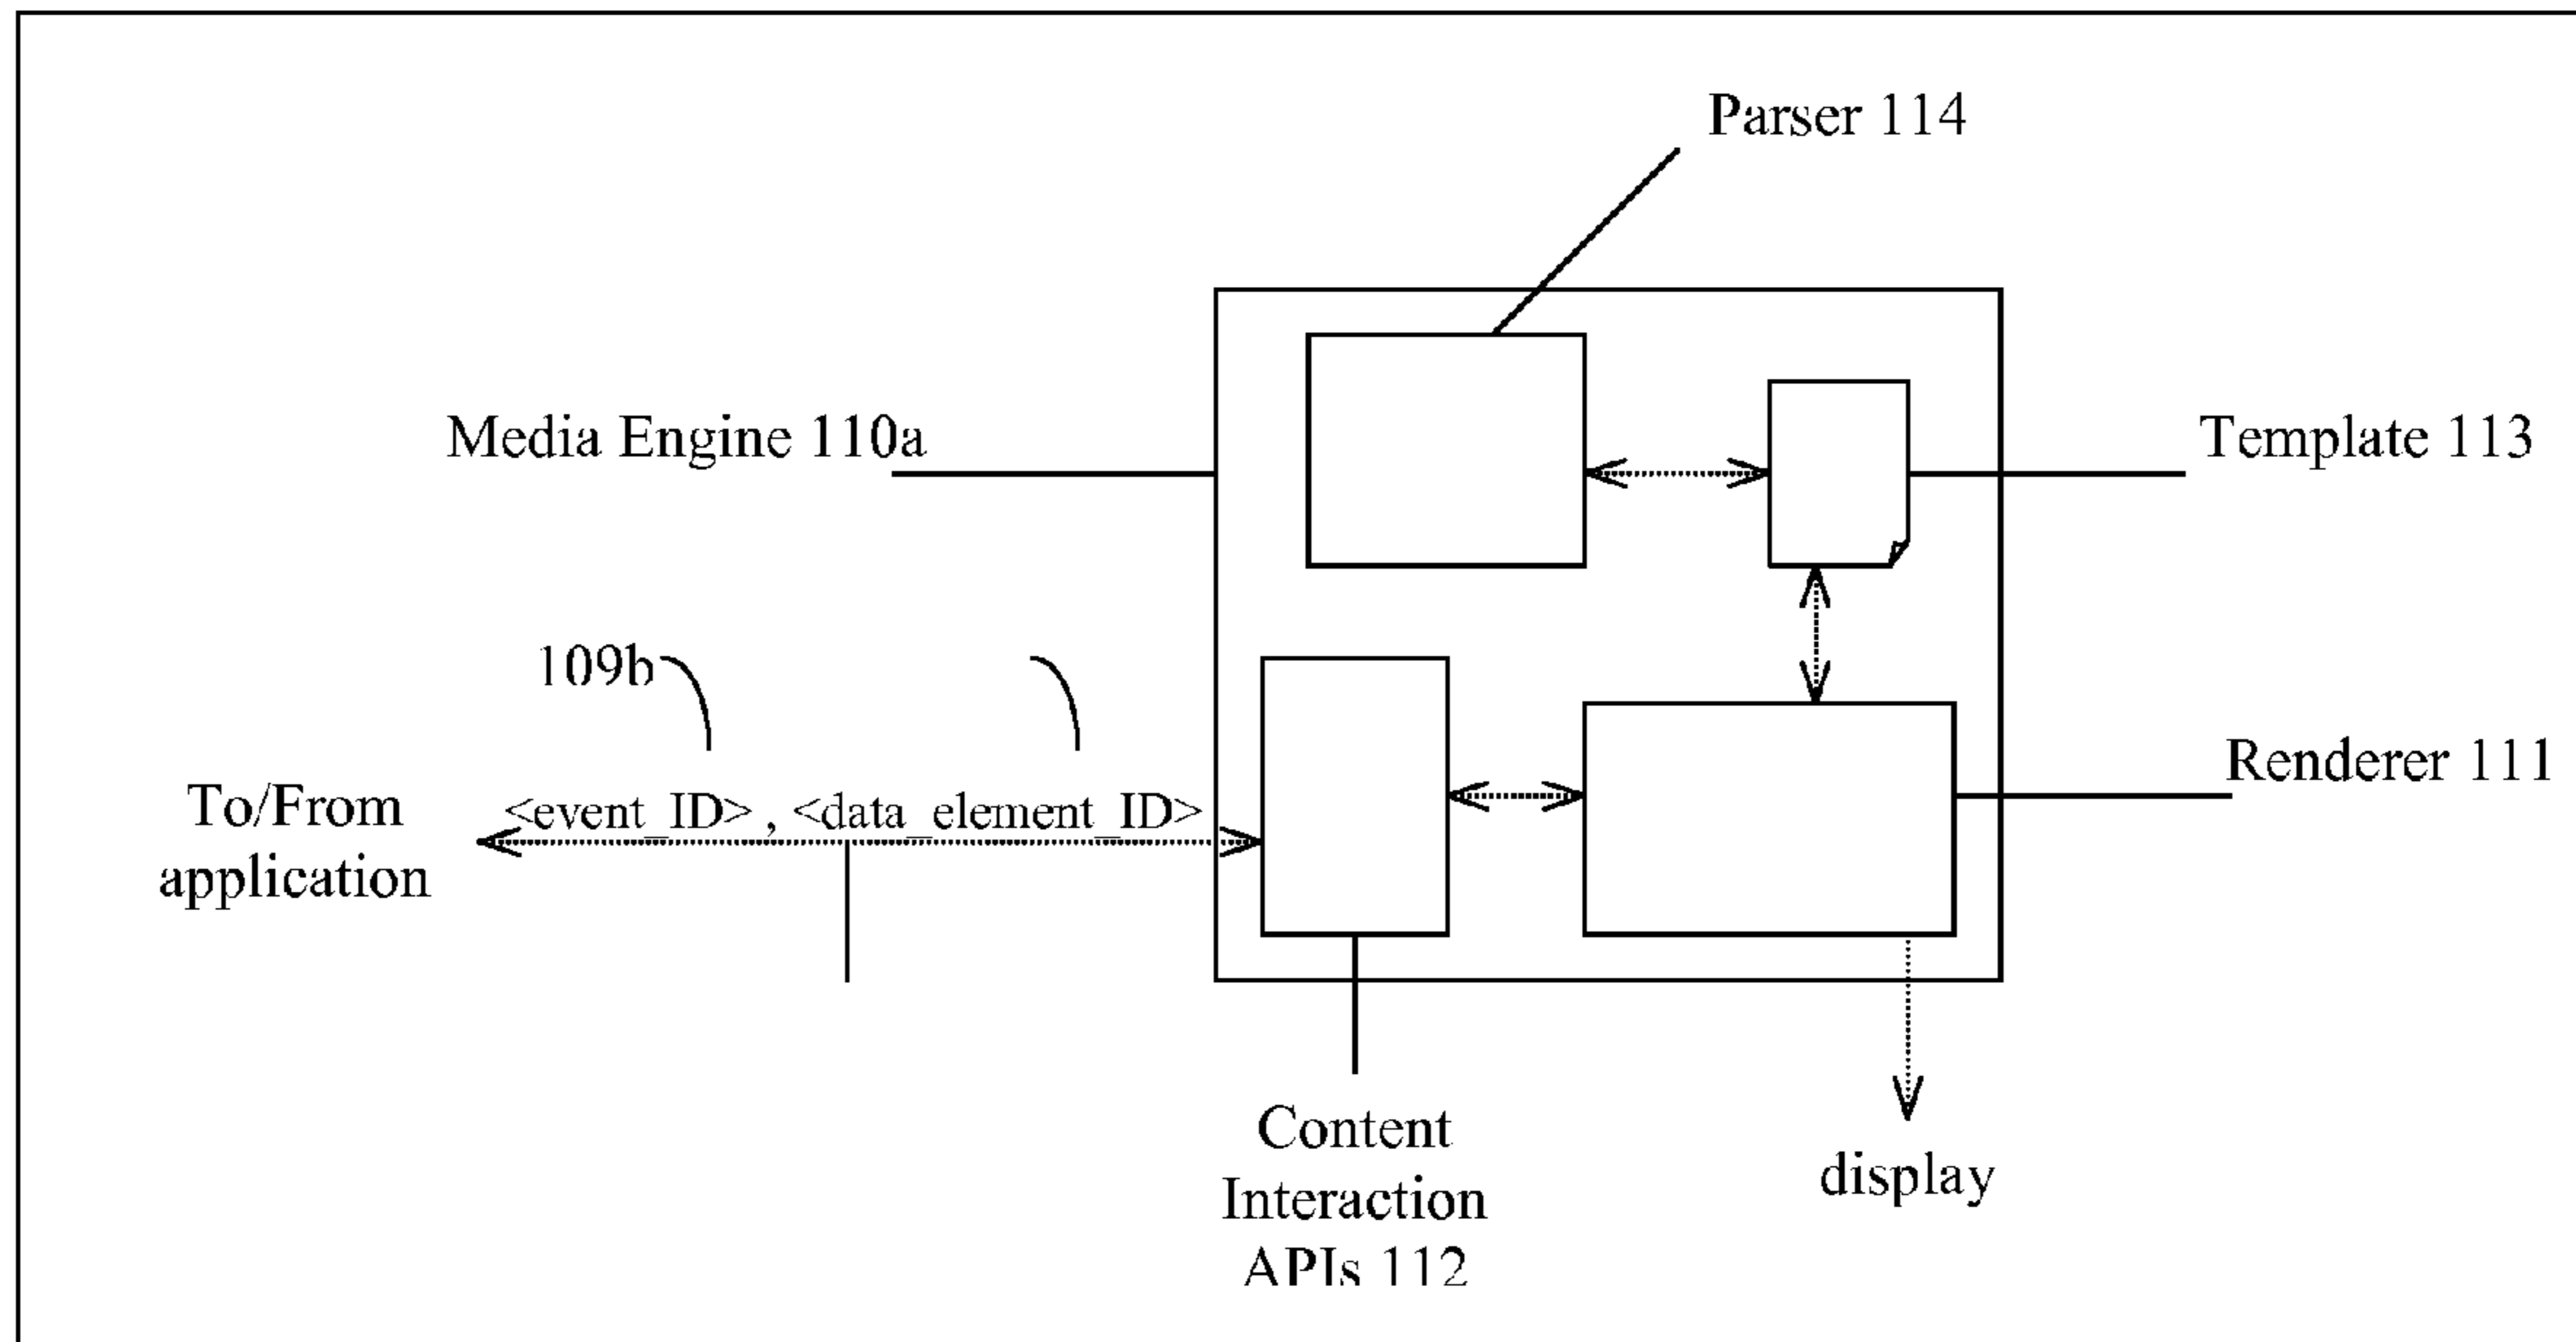 Parser 114
Media Engine 110a
Template 113
109b
Renderer 111
To/From
application
<event_ID> , <data_element_ID>
Content
Interaction
APIs 112
display